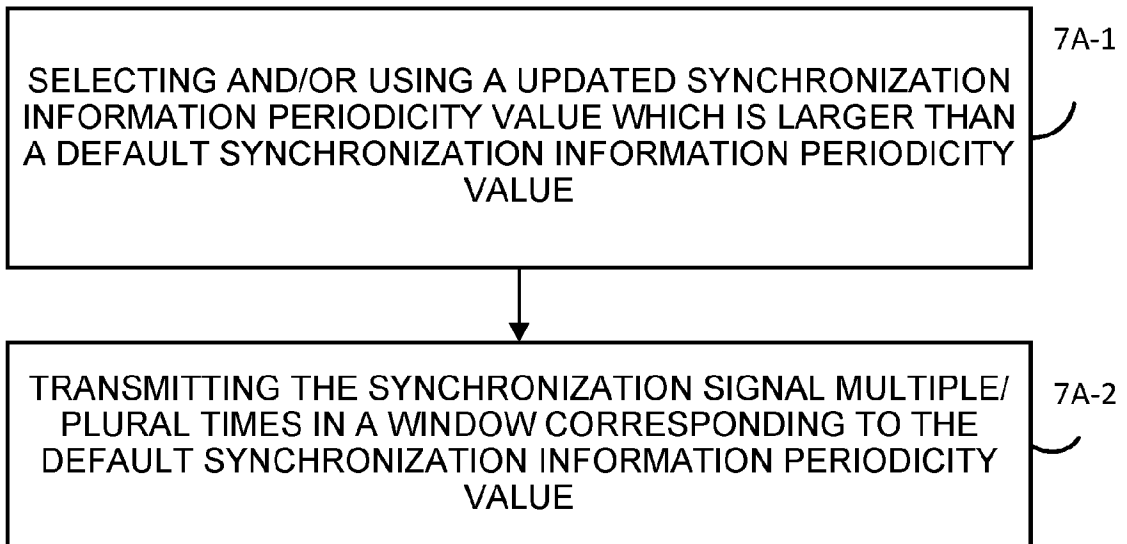 7A-1
SELECTING AND/OR USING A UPDATED SYNCHRONIZATION
INFORMATION PERIODICITY VALUE WHICH IS LARGER THAN
A DEFAULT SYNCHRONIZATION INFORMATION PERIODICITY
VALUE
7A-2
TRANSMITTING THE SYNCHRONIZATION SIGNAL MULTIPLE/
PLURAL TIMES IN A WINDOW CORRESPONDING TO THE
DEFAULT SYNCHRONIZATION INFORMATION PERIODICITY
VALUE